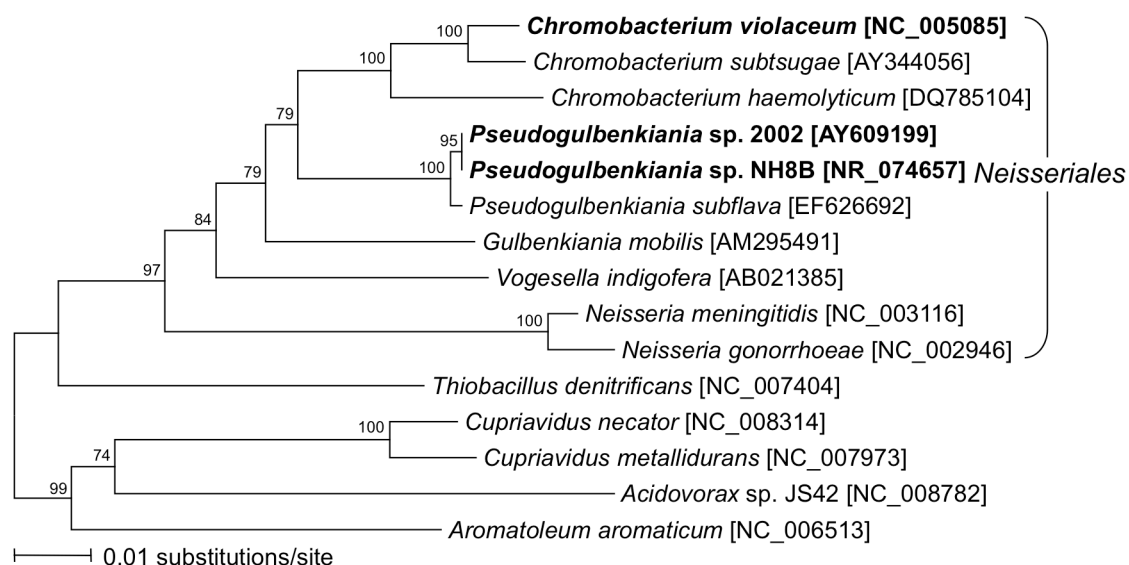 100 Chromobacterium violaceum [NC_005085]
100 Chromobacterium subtsugae [AY344056]
Chromobacterium haemolyticum [DQ785104]
79
95 Pseudogulbenkiania sp. 2002 [AY609199]
100 Pseudogulbenkiania sp. NH8B [NR_074657] Neisseriales
79
Pseudogulbenkiania subflava [EF626692]
84
Gulbenkiania mobilis [AM295491]
97 Vogesella indigofera [AB021385]
Neisseria meningitidis [NC_003116]
100
Neisseria gonorrhoeae [NC_002946]
Thiobacillus denitrificans [NC_007404]
100 Cupriavidus necator [NC_008314]
74 Cupriavidus metallidurans [NC_007973]
99 Acidovorax sp. JS42 [NC_008782]
Aromatoleum aromaticum [NC_006513]
0.01 substitutions/site